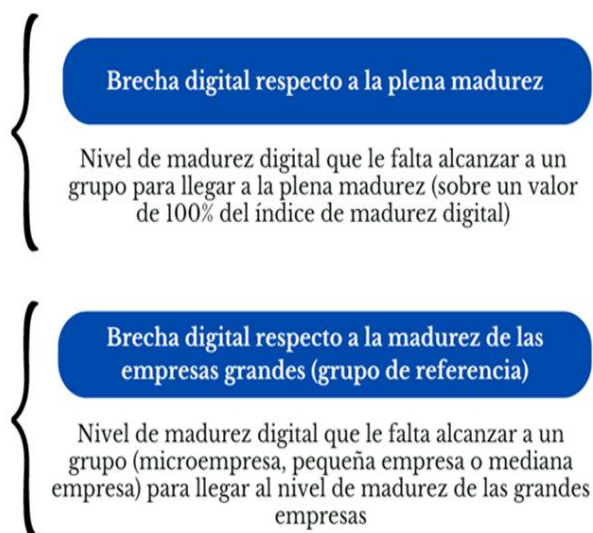 Brecha digital respecto a la plena madurez
Nivel de madurez digital que le falta alcanzar a un
grupo para llegar a la plena madurez (sobre un valor
de 100% del índice de madurez digital)
Brecha digital respecto a la madurez de las
empresas grandes (grupo de referencia)
Nivel de madurez digital que le falta alcanzar a un
grupo (microempresa, pequeña empresa o mediana
empresa) para llegar al nivel de madurez de las grandes
empresas